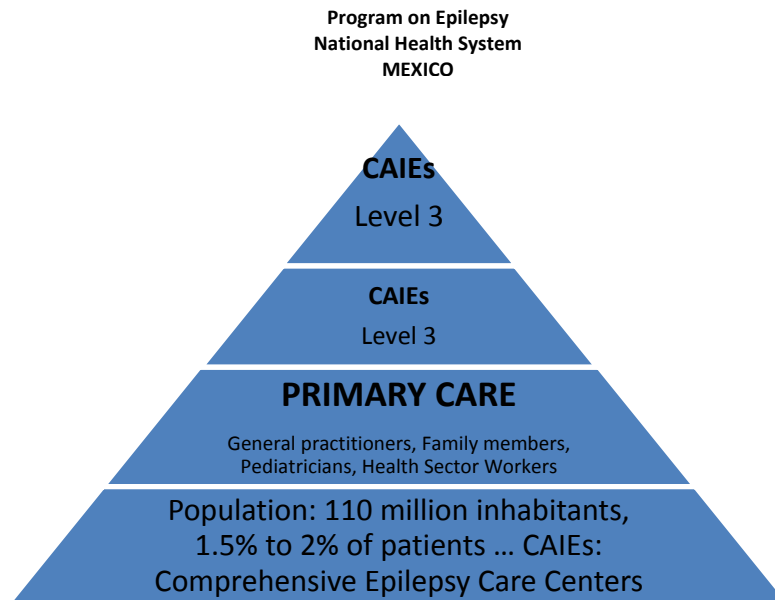 Program on Epilepsy
National Health System
MEXICO
CAIEs
Level 3
CAIEs
Level 3
PRIMARY CARE
General practitioners, Family members,
Pediatricians, Health Sector Workers
Population: 110 million inhabitants,
1.5% to 2% of patients ... CAIEs:
Comprehensive Epilepsy Care Centers